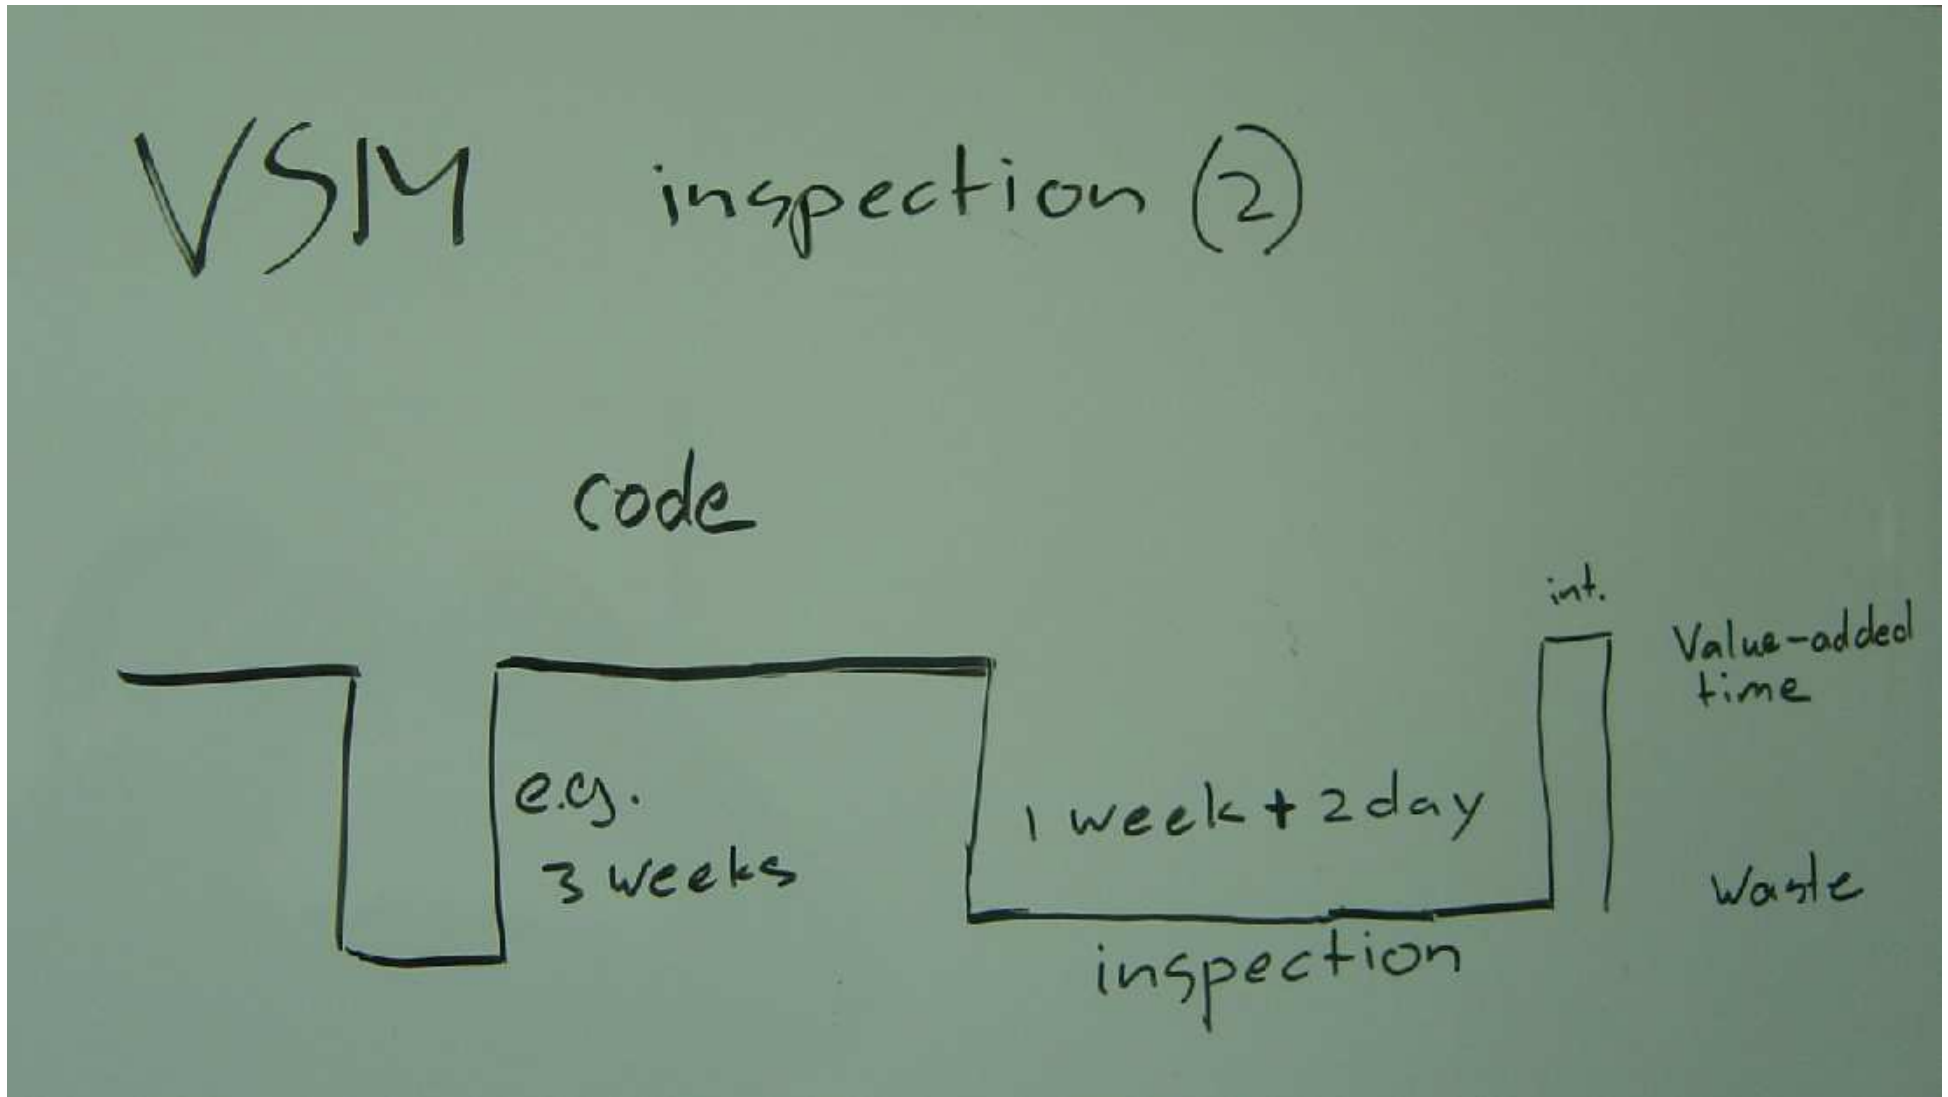 VSM inspection (2)
code
int.
Value-added
time
e.g.
3 weeks
1 week + 2 day
Waste
inspection